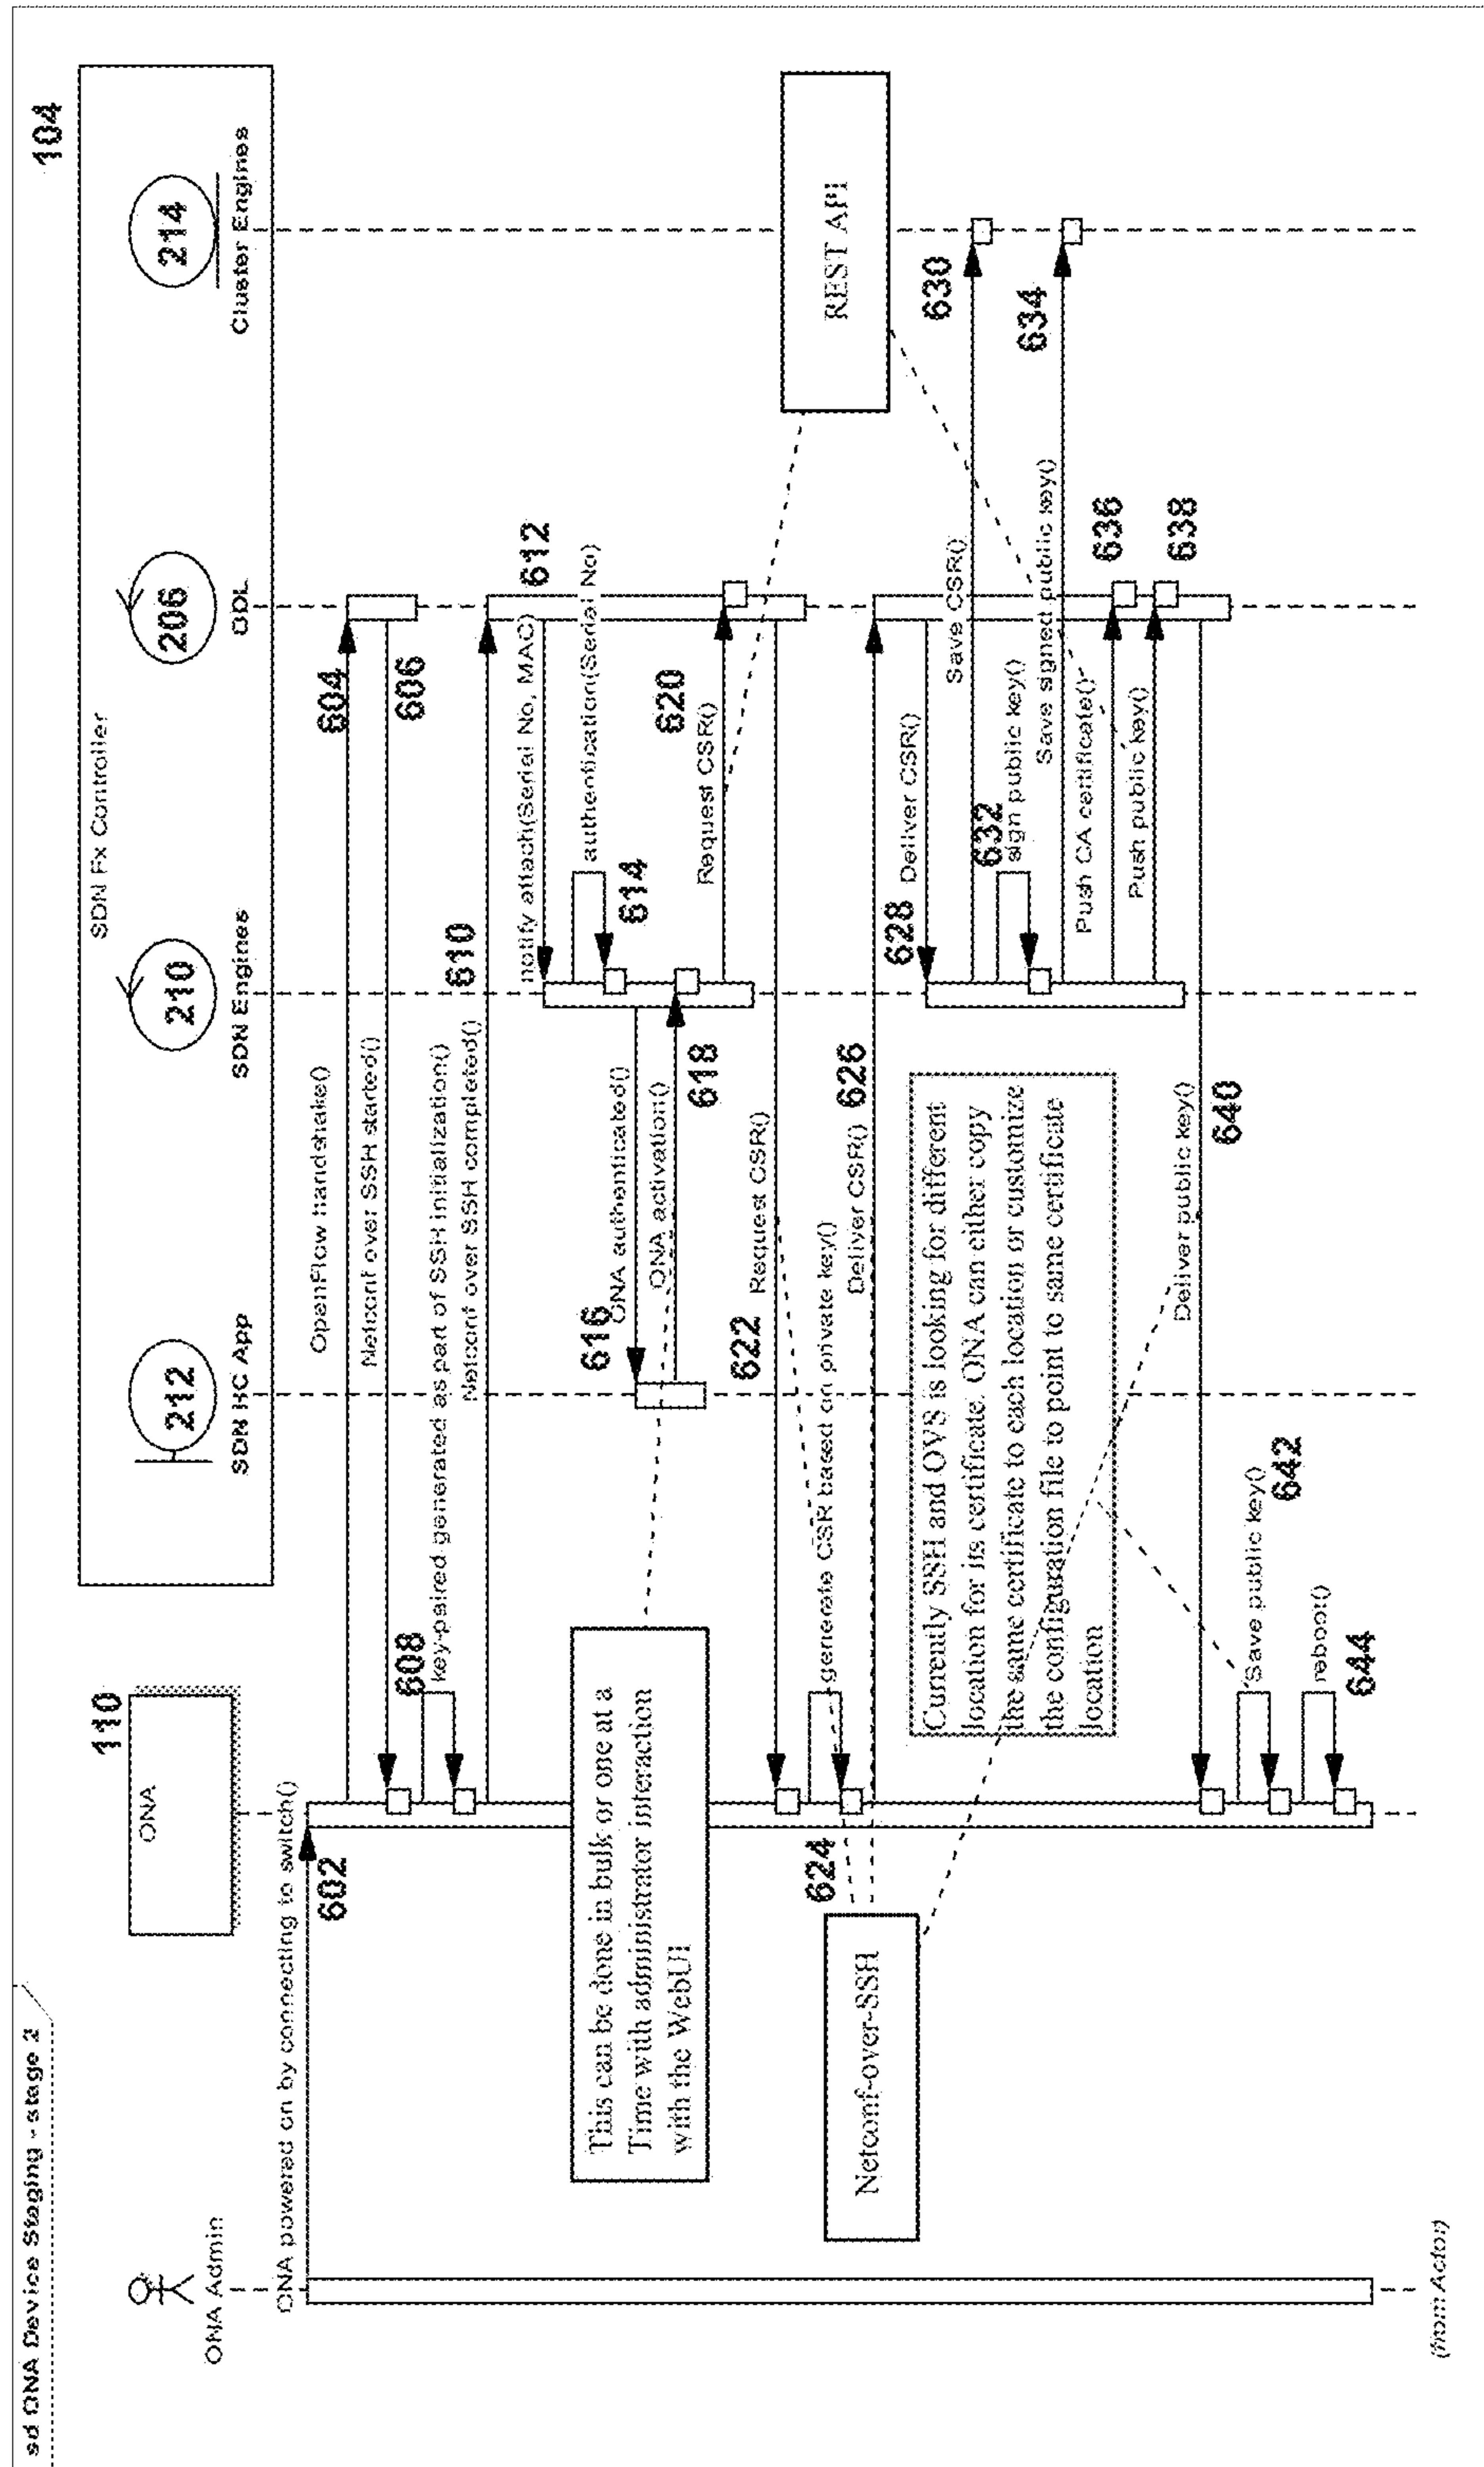 sd ONA Device Staging - stage 2
104
SDN Fx Controller
110
ONA Admin
ONA
212
SDN HC App
210
SDN Engines
206
ODL
214
Cluster Engines
ONA powered on by connecting to switch()
602
OpenFlow handshake()
604
Netconf over SSH started()
606
608
key-paired generated as part of SSH initialization()
Netconf over SSH completed()
610
notify attach(Serial No, MAC)
612
authentication(Serial No)
614
616
ONA authenticated()
ONA activation()
618
This can be done in bulk or one at a
Time with administrator interaction
with the WebUI
620
Request CSR()
622
Request CSR()
REST API
generate CSR based on private key()
624
Deliver CSR()
626
Netconf-over-SSH
628
Deliver CSR()
Save CSR()
630
632
sign public key()
Save signed public key()
634
Push CA certificate()
636
Push public key()
638
Currently SSH and OVS is looking for different
location for its certificate. ONA can either copy
the same certificate to each location or customize
the configuration file to point to same certificate
location
Deliver public key()
640
Save public key()
642
reboot()
644
(from Actor)